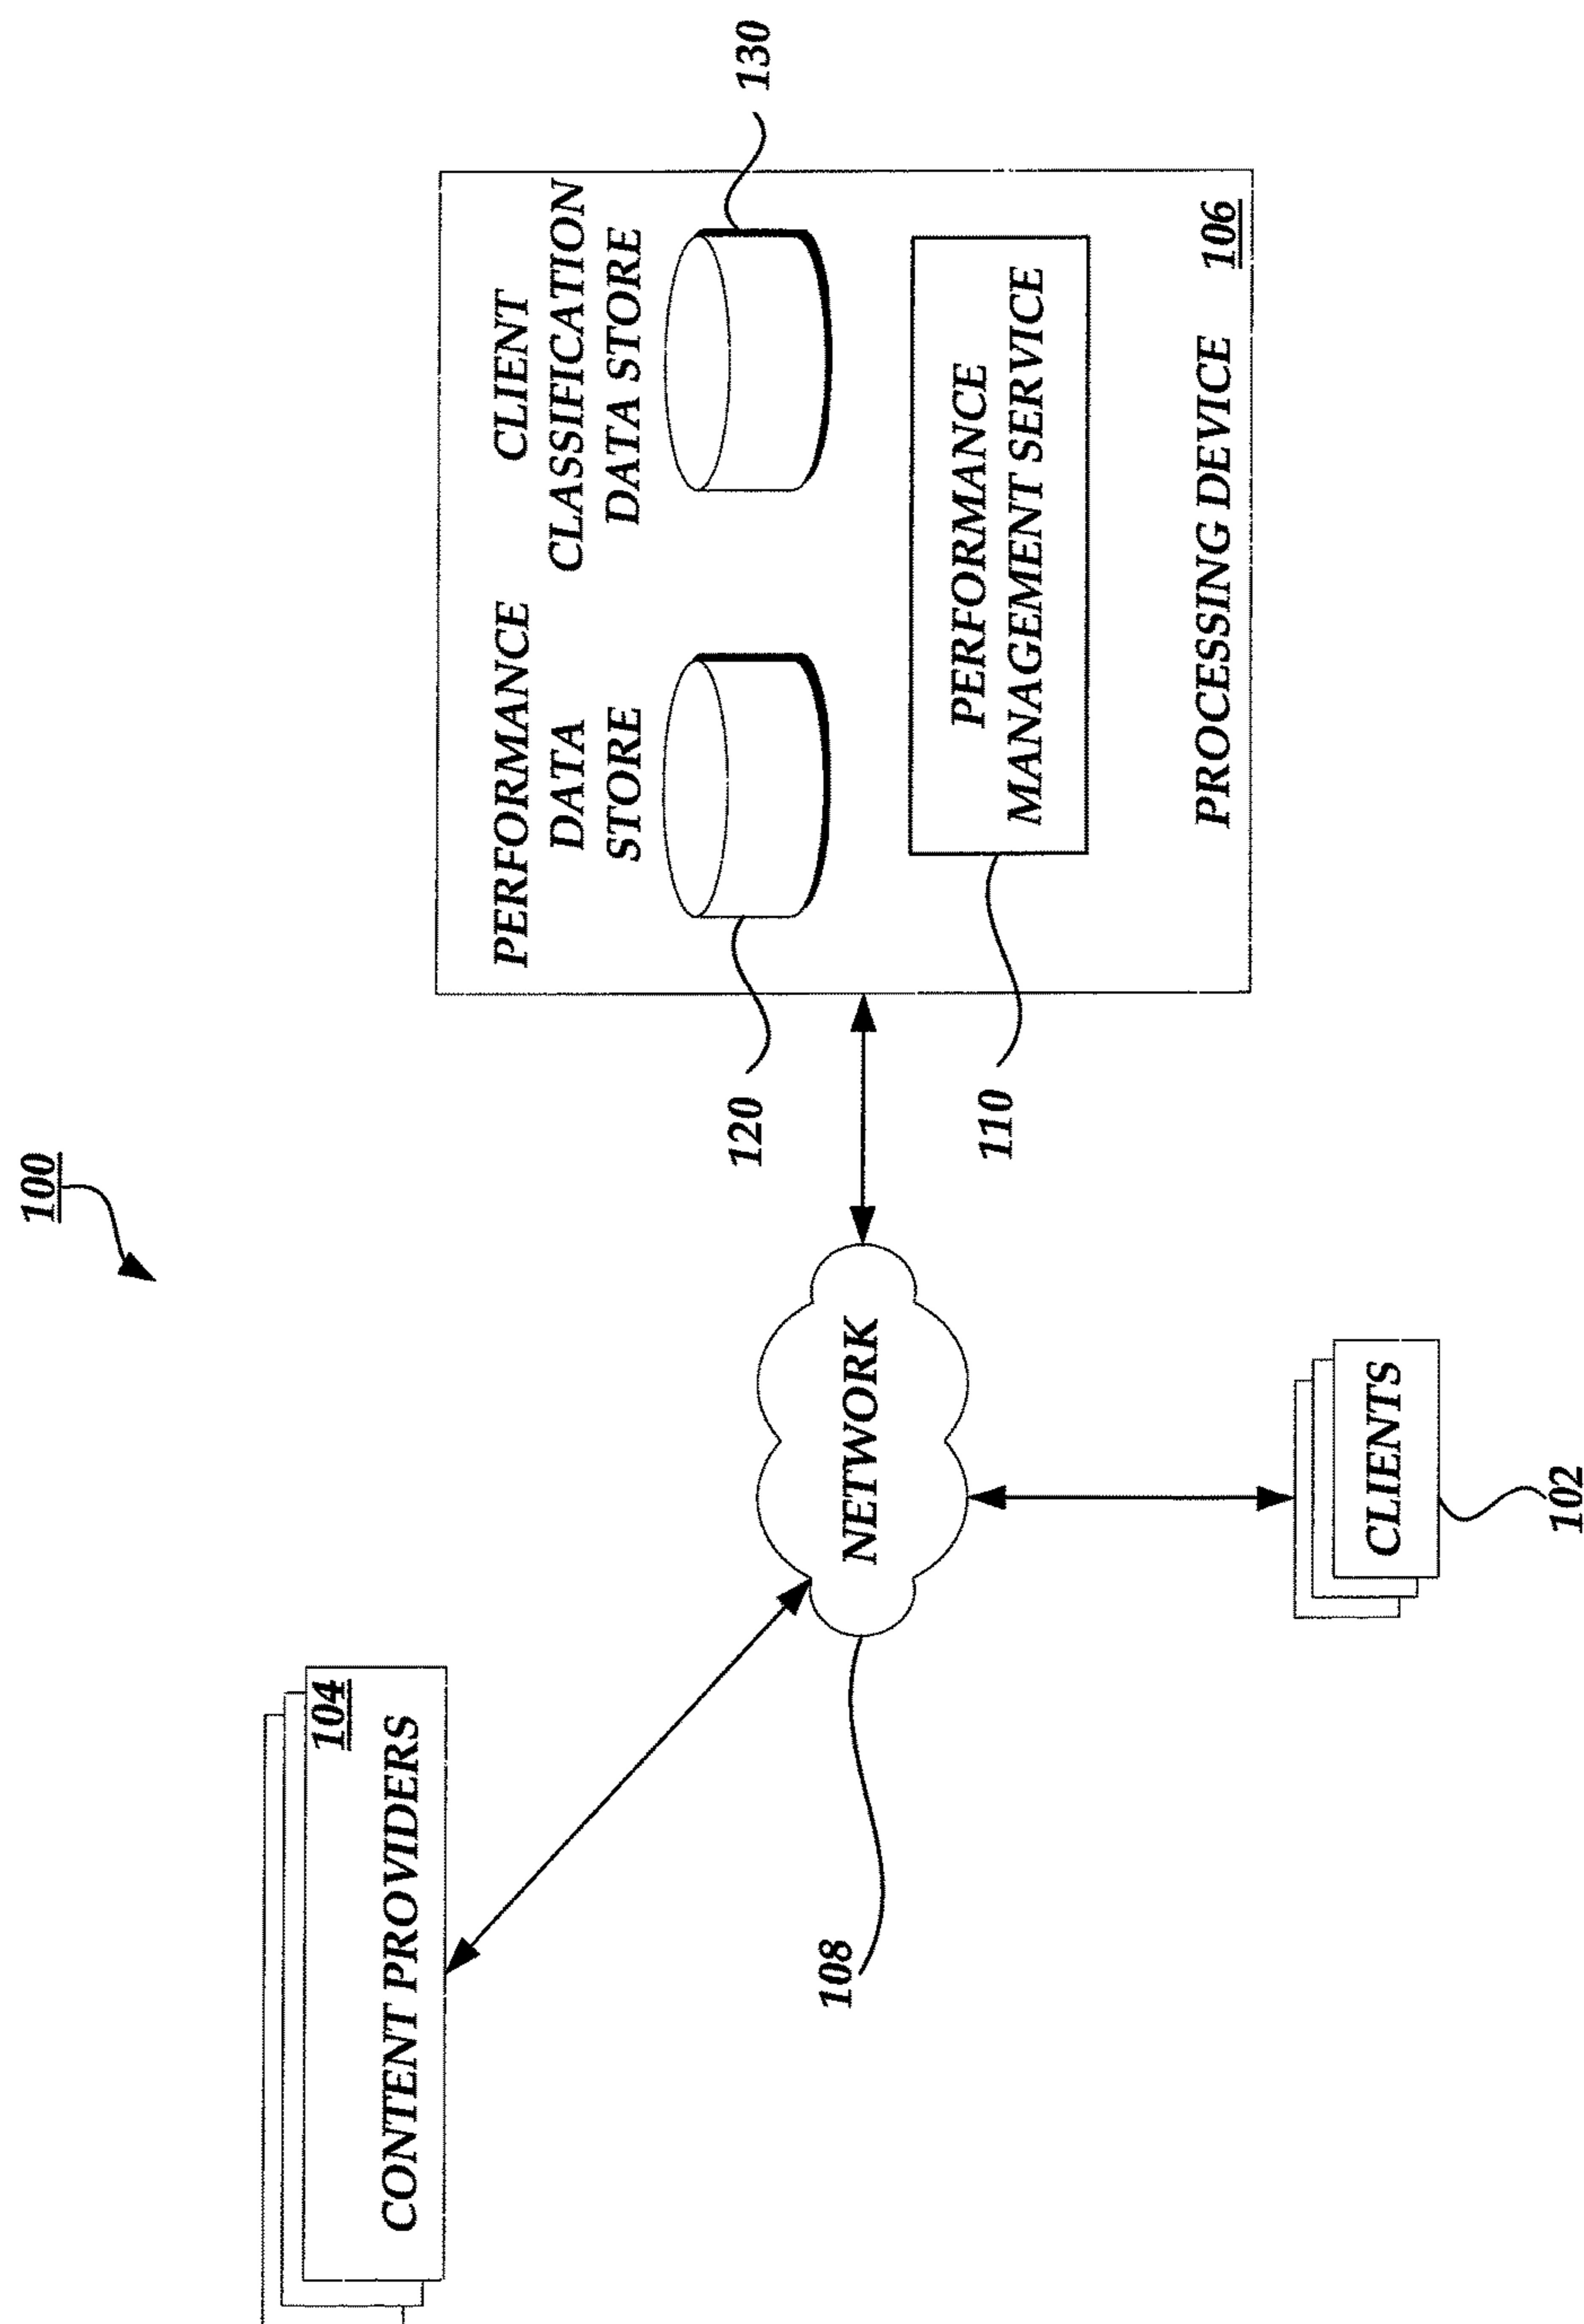 100
104
CONTENT PROVIDERS
108
NETWORK
CLIENTS
102
PERFORMANCE
DATA
STORE
120
CLIENT
CLASSIFICATION
DATA STORE
130
PERFORMANCE
MANAGEMENT SERVICE
110
PROCESSING DEVICE
106